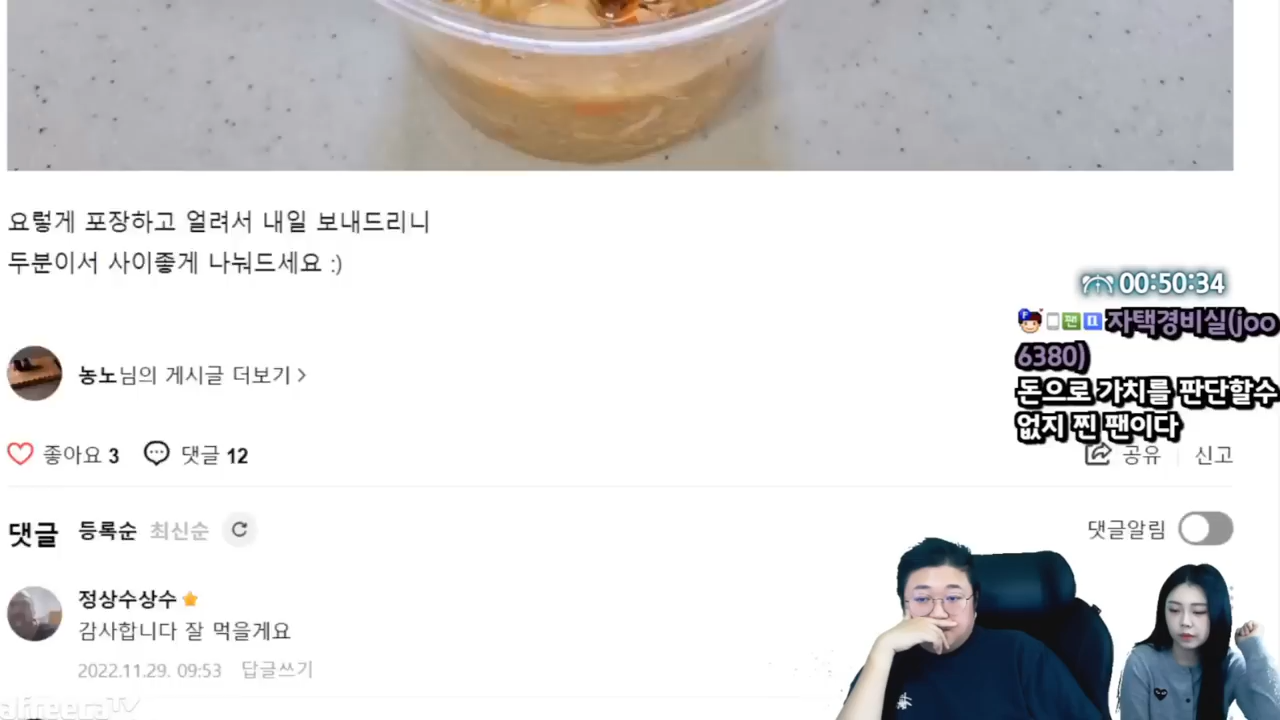 요렇게 포장하고 얼려서 내일 보내드리니
두분이서 사이좋게 나눠드세요 :)
00:50:34
팬 자택경비실(joo
6380)
돈으로 가치를 판단할수
없지 찐 팬이다
농노님의 게시글 더보기 >
좋아요 3 댓글 12
공유 신고
댓글 등록순 최신순
댓글알림
정상수상수
감사합니다 잘 먹을게요
2022.11.29. 09:53 답글쓰기
afreecaTV